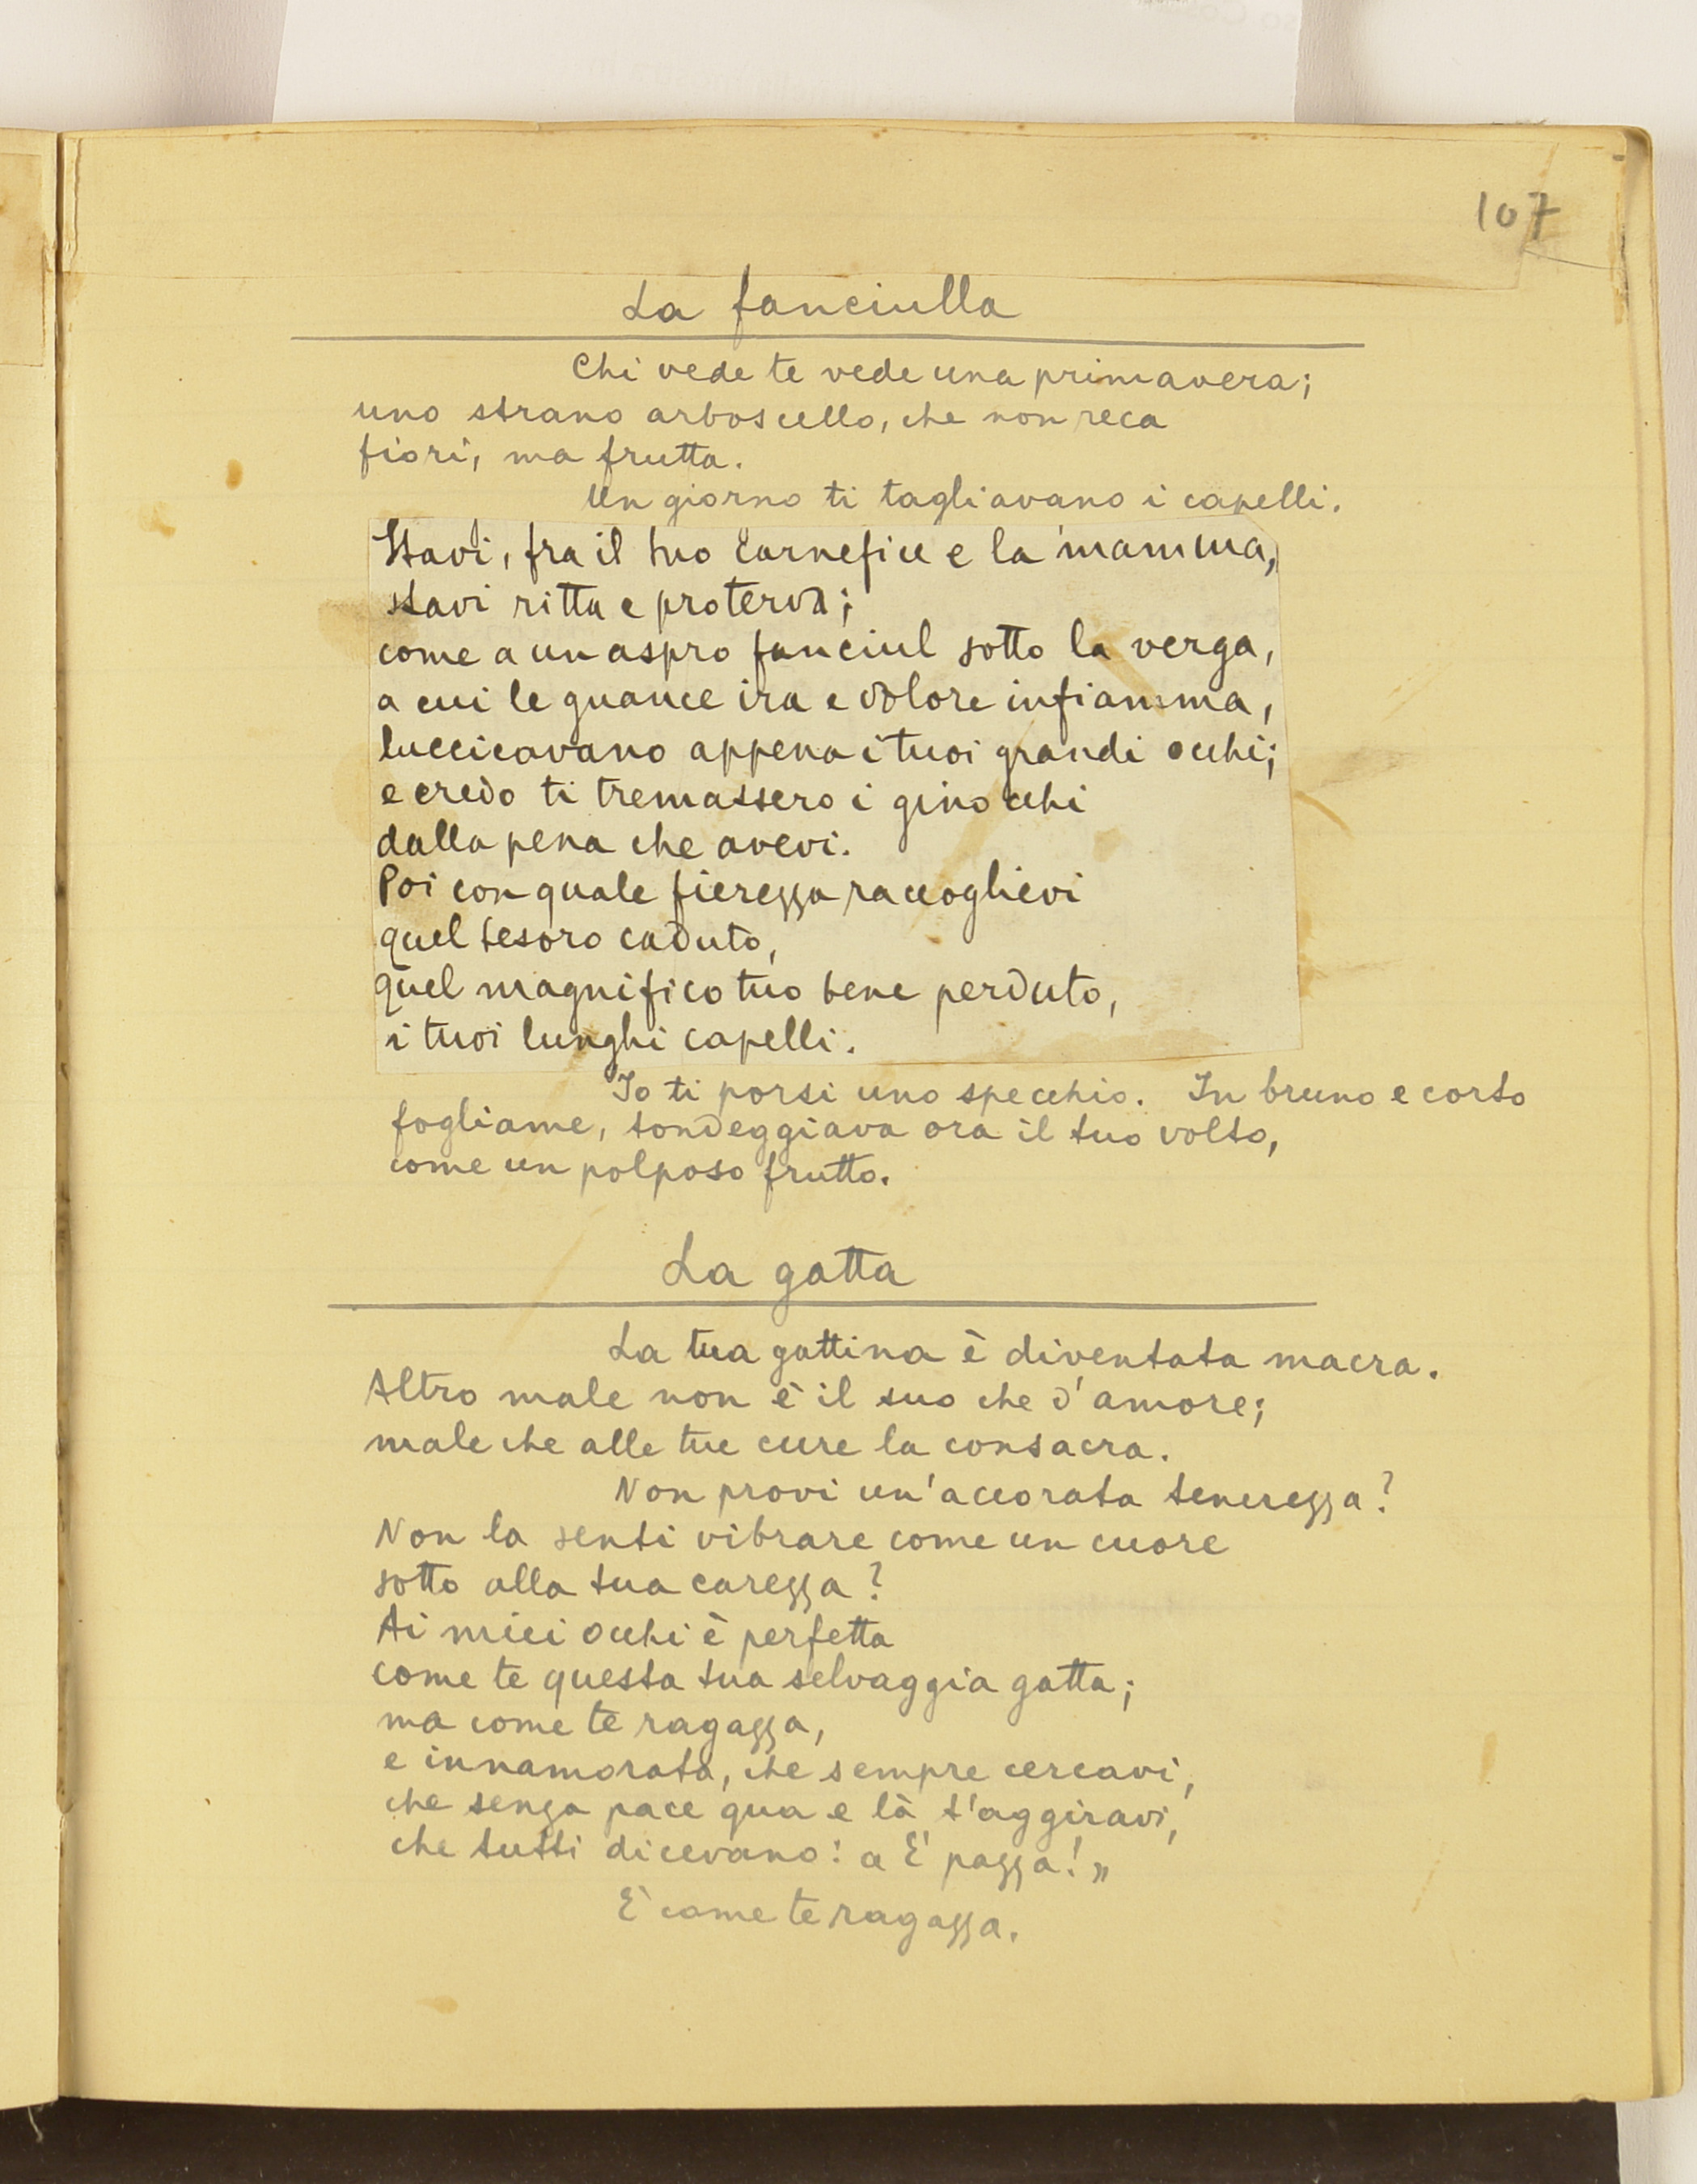 107
La fanciulla
Chi vede te vede una primavera;
uno strano arboscello, che non reca
fiori, ma frutta.
Un giorno ti tagliavano i capelli.
Stavi, fra il tuo carnefice e la mamma,
stavi ritta e proterva;
come a un aspro fanciul sotto la verga,
a cui le guance ira e dolore infiamma,
luccicavano appena i tuoi grandi occhi;
e credo ti tremassero i ginocchi
dalla pena che avevi.
Poi con quale fierezza raccoglievi
quel tesoro caduto,
quel magnifico tuo bene perduto,
i tuoi lunghi capelli.
Io ti porsi uno specchio. In bruno e corto
fogliame, tondeggiava ora il tuo volto,
come un polposo frutto.
La gatta
La tua gattina è diventata macra.
Altro male non è il suo che d'amore;
male che alle tue cure la consacra.
Non provi un'accorata tenerezza?
Non la senti vibrare come un cuore
sotto alla tua carezza?
Ai miei occhi è perfetta
come te questa tua selvaggia gatta;
ma come te ragazza,
e innamorata, che sempre cercavi,
che senza pace qua e là t'aggiravi,
che tutti dicevano: « È pazza!»
È come te ragazza.